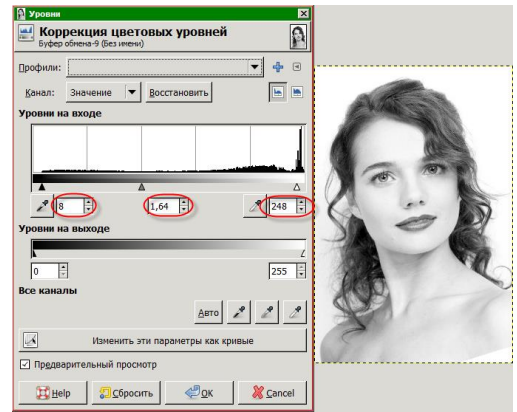 Уровни
Коррекция цветовых уровней
Буфер обмена-9 (Без имени)
Профили:
Канал: Значение Восстановить
Уровни на входе
8 1,64 248
Уровни на выходе
0 255
Все каналы
Авто
Изменить эти параметры как кривые
Предварительный просмотр
Help Сбросить OK Cancel